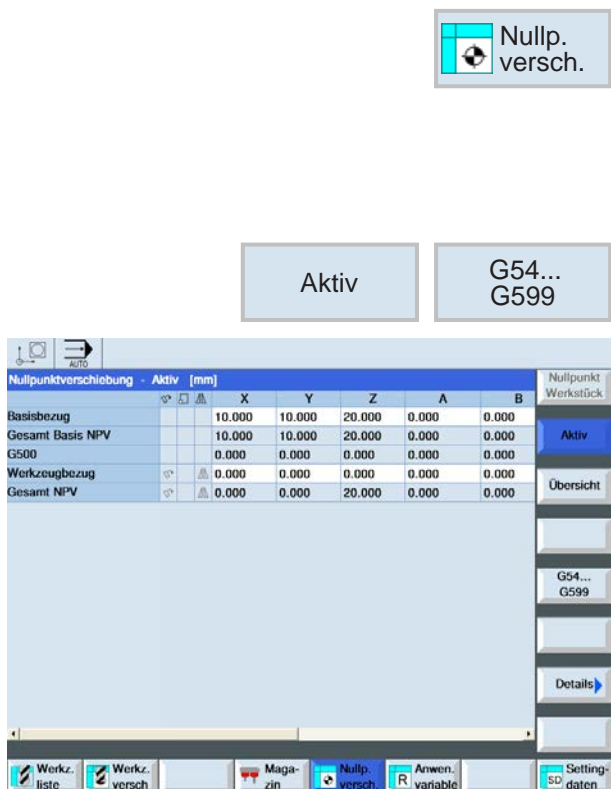 Nullp.
versch.
Aktiv
G54...
G599
AUTO
Nullpunktverschiebung - Aktiv [mm]
X Y Z A B
Basisbezug 10.000 10.000 20.000 0.000 0.000
Gesamt Basis NPV 10.000 10.000 20.000 0.000 0.000
G500 0.000 0.000 0.000 0.000 0.000
Werkzeugbezug 0.000 0.000 0.000 0.000 0.000
Gesamt NPV 0.000 0.000 20.000 0.000 0.000
Nullpunkt
Werkstück
Aktiv
Übersicht
G54...
G599
Details
Werkz.
liste
Werkz.
versch
Maga-
zin
Nullp.
versch.
R Anwen.
variable
SD Setting-
daten